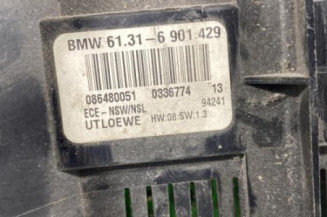 BMW 61.31-6 901 429
086480051 0336774 13
ECE-NSW/NSL 94241
UTLOEWE HW:08 SW:1.3